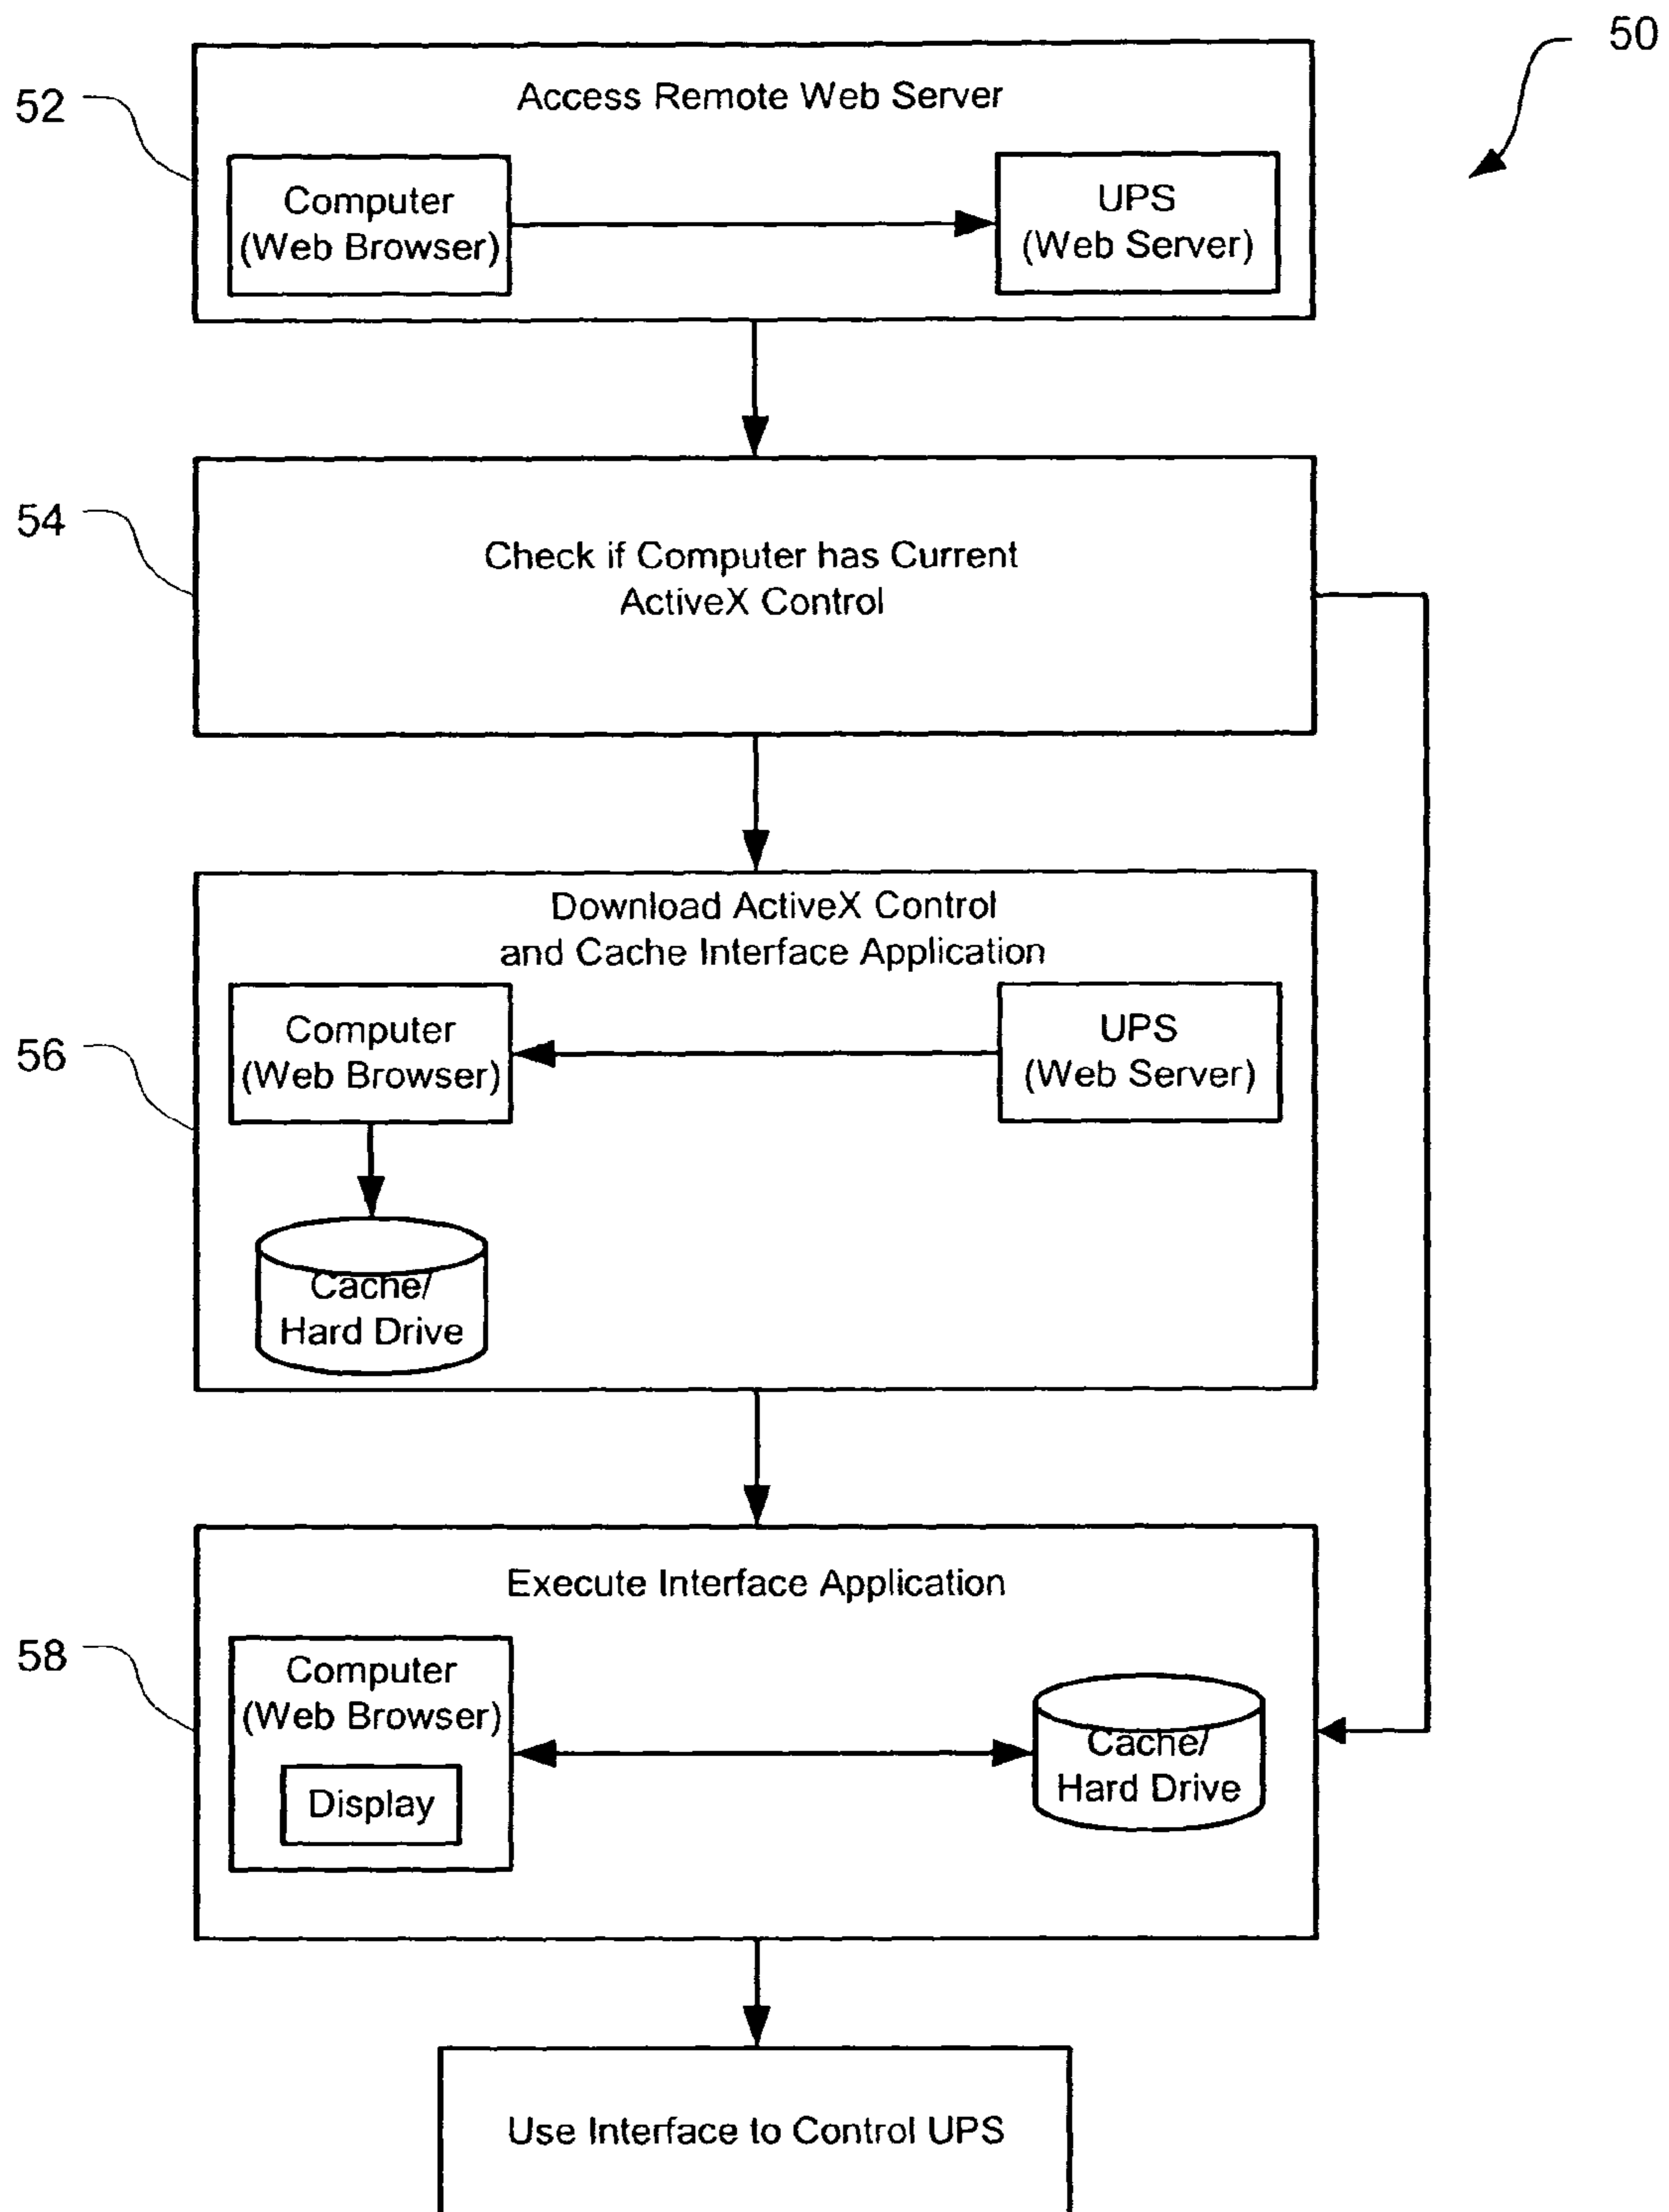 50
Access Remote Web Server
52
Computer
(Web Browser)
UPS
(Web Server)
54
Check if Computer has Current
ActiveX Control
Download ActiveX Control
and Cache Interface Application
56
Computer
(Web Browser)
UPS
(Web Server)
Cache/
Hard Drive
Execute Interface Application
58
Computer
(Web Browser)
Display
Cache/
Hard Drive
Use Interface to Control UPS